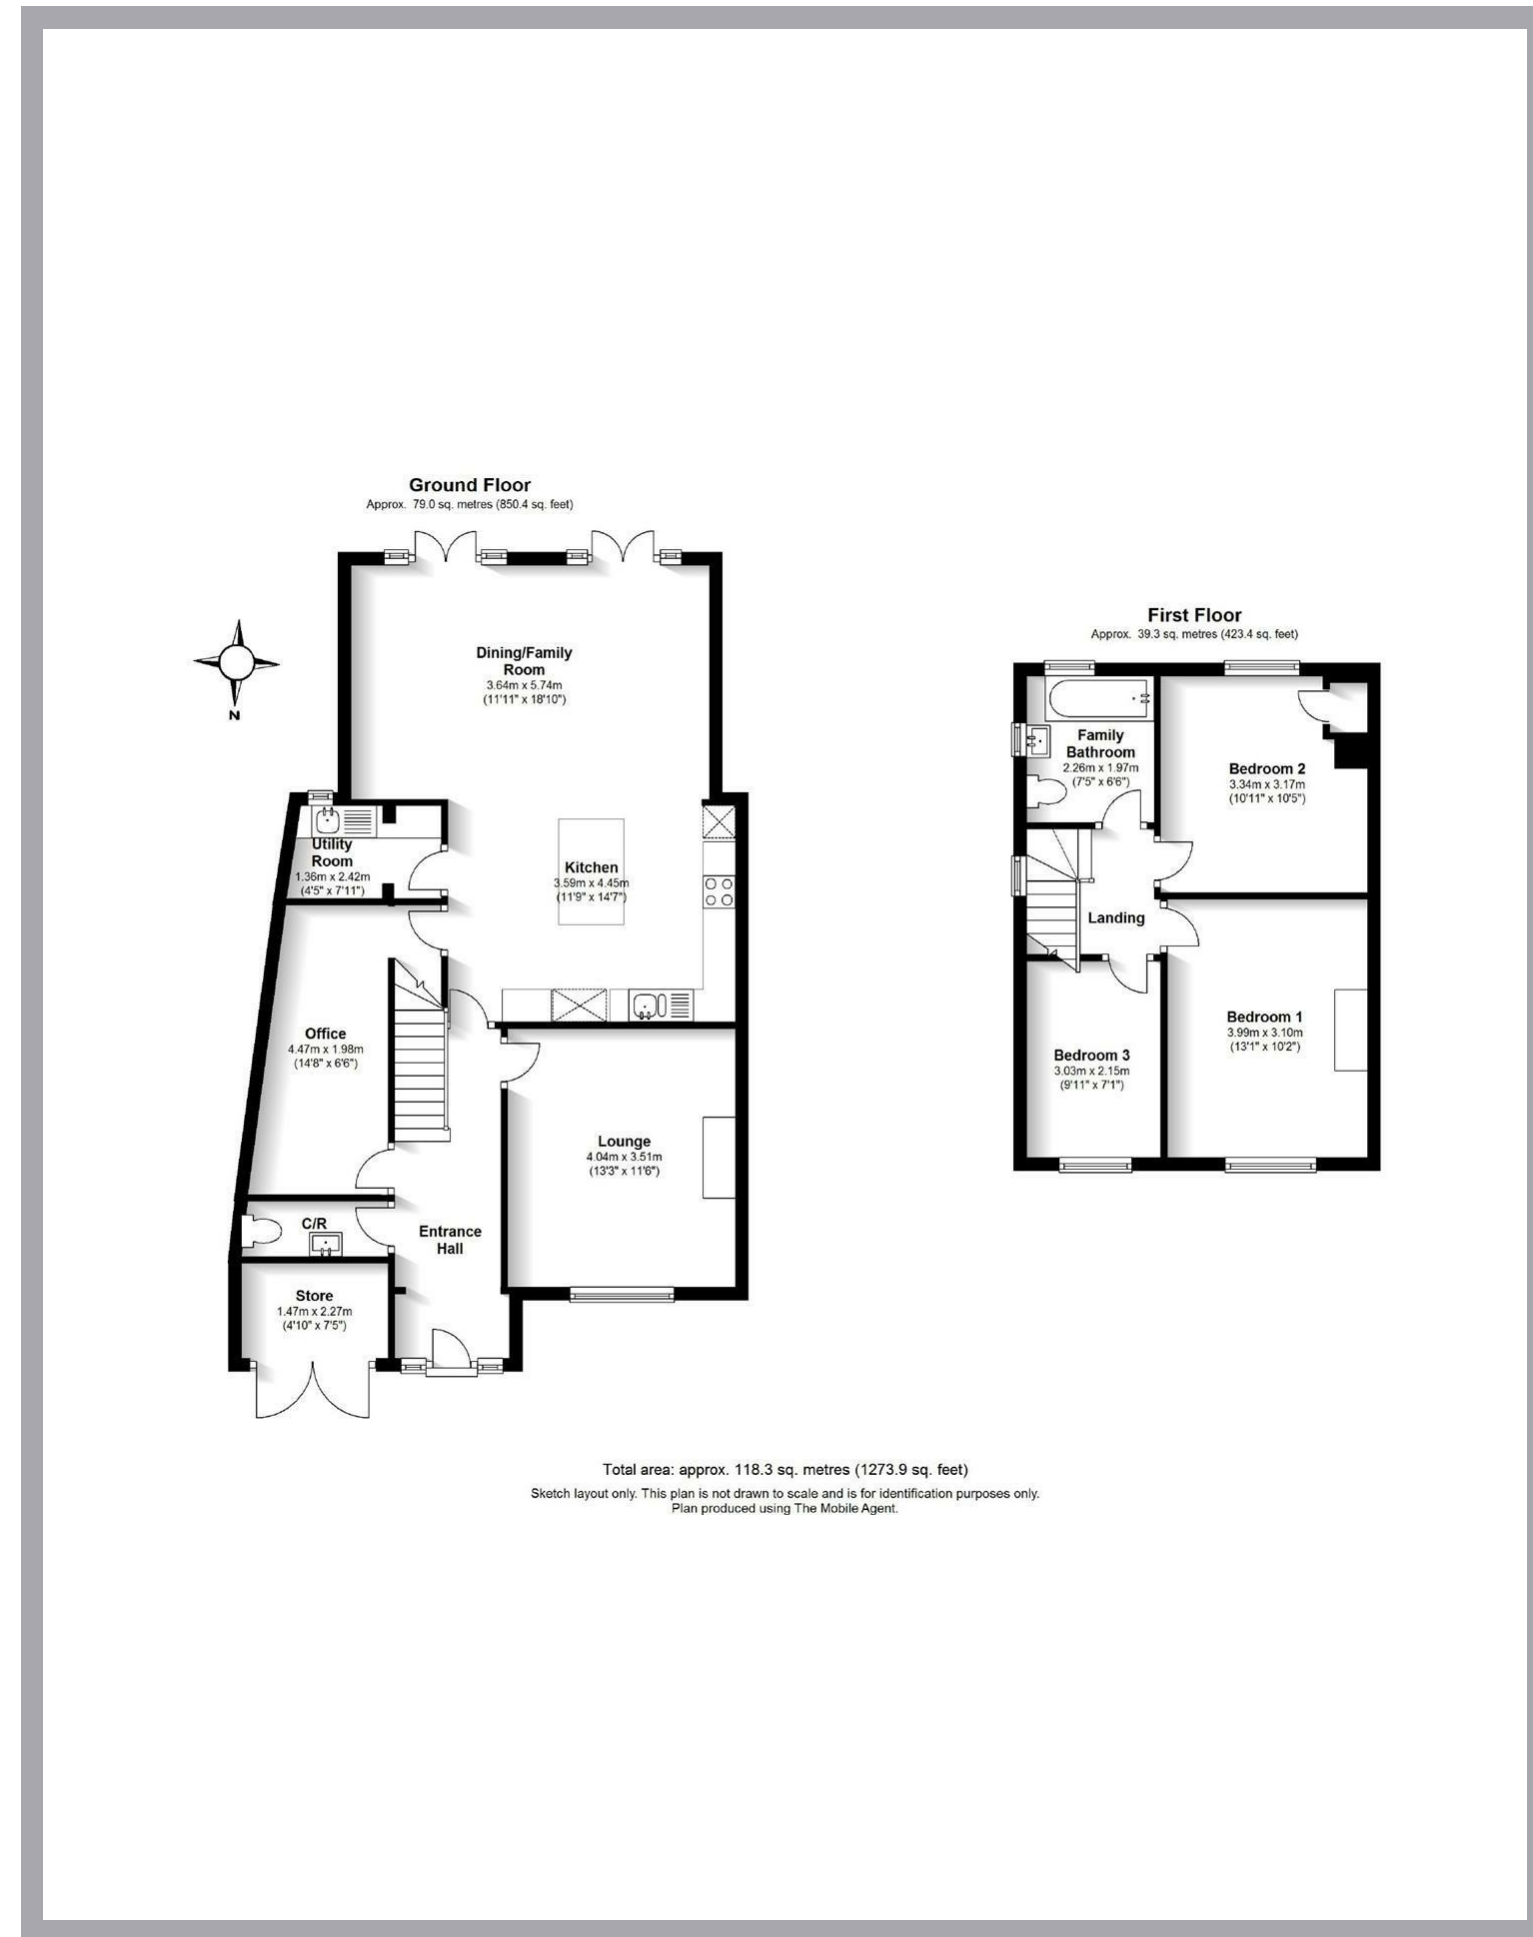 Ground Floor
Approx. 79.0 sq. metres (850.4 sq. feet)
Dining/Family
Room
3.64m x 5.74m
(11'11" x 18'10")
N
Utility
Room
1.36m x 2.42m
(4'5" x 7'11")
Kitchen
3.59m x 4.45m
(11'9" x 14'7")
Office
4.47m x 1.98m
(14'8" x 6'6")
Lounge
4.04m x 3.51m
(13'3" x 11'6")
C/R
Entrance
Hall
Store
1.47m x 2.27m
(4'10" x 7'5")
First Floor
Approx. 39.3 sq. metres (423.4 sq. feet)
Family
Bathroom
2.26m x 1.97m
(7'5" x 6'6")
Bedroom 2
3.34m x 3.17m
(10'11" x 10'5")
Landing
Bedroom 1
3.99m x 3.10m
(13'1" x 10'2")
Bedroom 3
3.03m x 2.15m
(9'11" x 7'1")
Total area: approx. 118.3 sq. metres (1273.9 sq. feet)
Sketch layout only. This plan is not drawn to scale and is for identification purposes only.
Plan produced using The Mobile Agent.